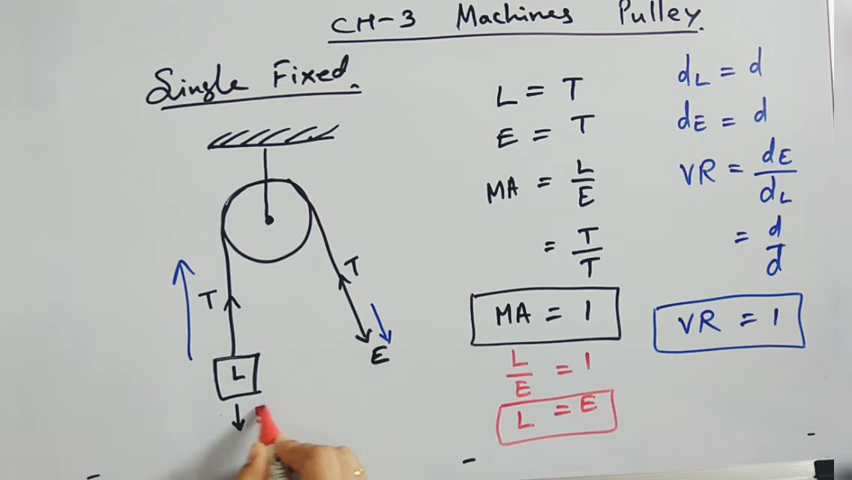 CH-3 Machines Pulley
Single Fixed
T
T
L
E
L = T
E = T
MA = L/E
= T/T
MA = 1
L/E = 1
L = E
dL = d
dE = d
VR = dE/dL
= d/d
VR = 1